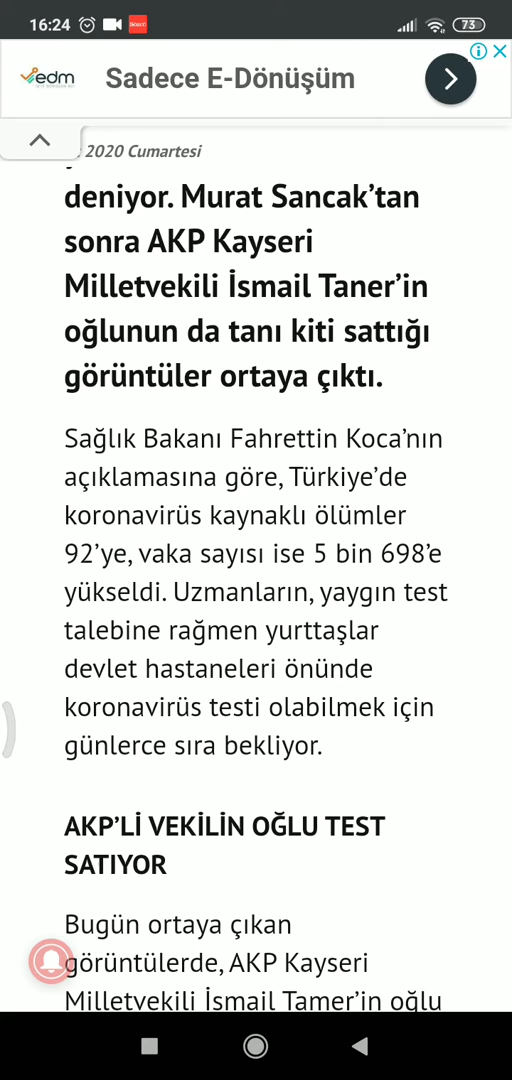 16:24
73
edm
Sadece E-Dönüşüm
2020 Cumartesi
deniyor. Murat Sancak’tan
sonra AKP Kayseri
Milletvekili İsmail Taner’in
oğlunun da tanı kiti sattığı
görüntüler ortaya çıktı.
Sağlık Bakanı Fahrettin Koca’nın
açıklamasına göre, Türkiye’de
koronavirüs kaynaklı ölümler
92’ye, vaka sayısı ise 5 bin 698’e
yükseldi. Uzmanların, yaygın test
talebine rağmen yurttaşlar
devlet hastaneleri önünde
koronavirüs testi olabilmek için
günlerce sıra bekliyor.
AKP’Lİ VEKİLİN OĞLU TEST
SATIYOR
Bugün ortaya çıkan
görüntülerde, AKP Kayseri
Milletvekili İsmail Tamer’in oğlu